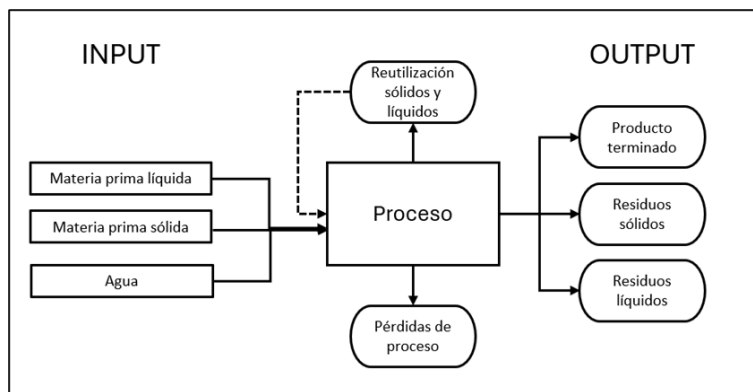 INPUT
OUTPUT
Reutilización
sólidos y
líquidos
Materia prima líquida
Materia prima sólida
Agua
Proceso
Pérdidas de
proceso
Producto
terminado
Residuos
sólidos
Residuos
líquidos